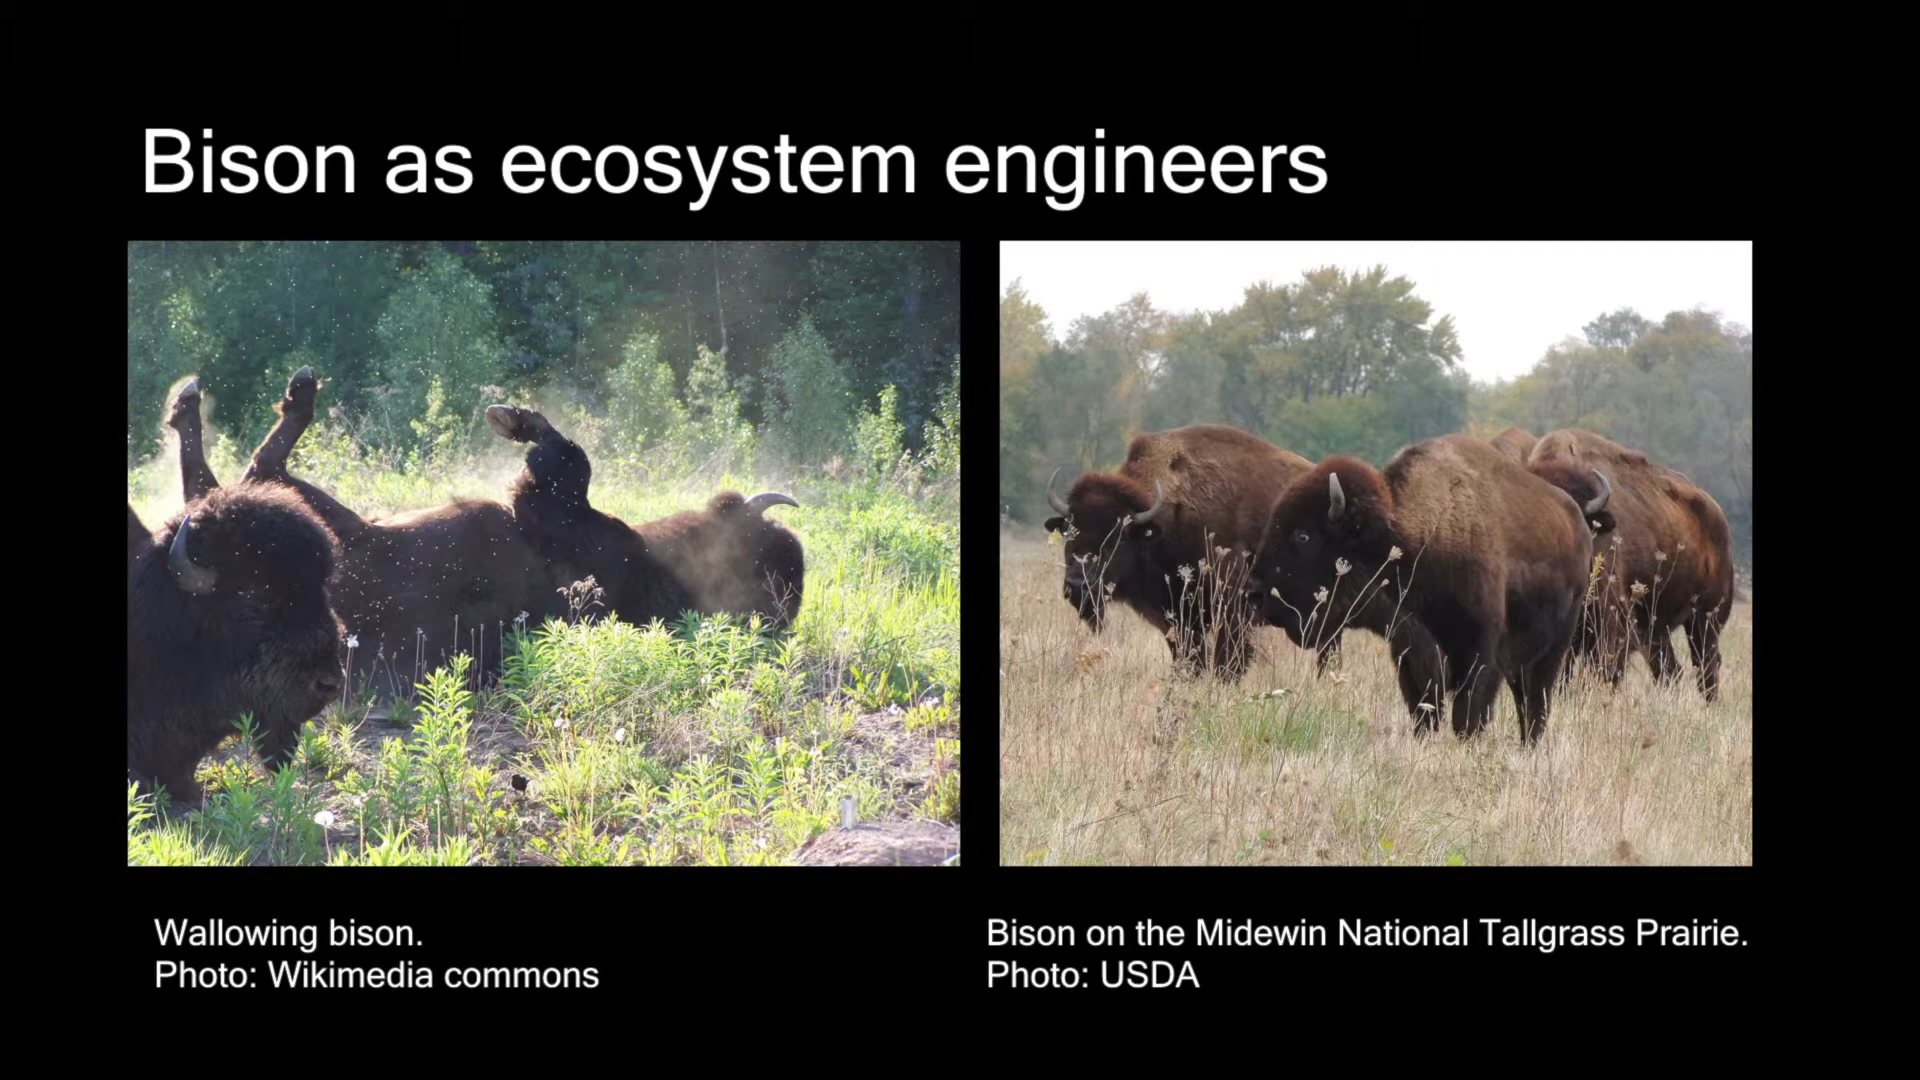 Bison as ecosystem engineers
Wallowing bison.
Photo: Wikimedia commons
Bison on the Midewin National Tallgrass Prairie.
Photo: USDA